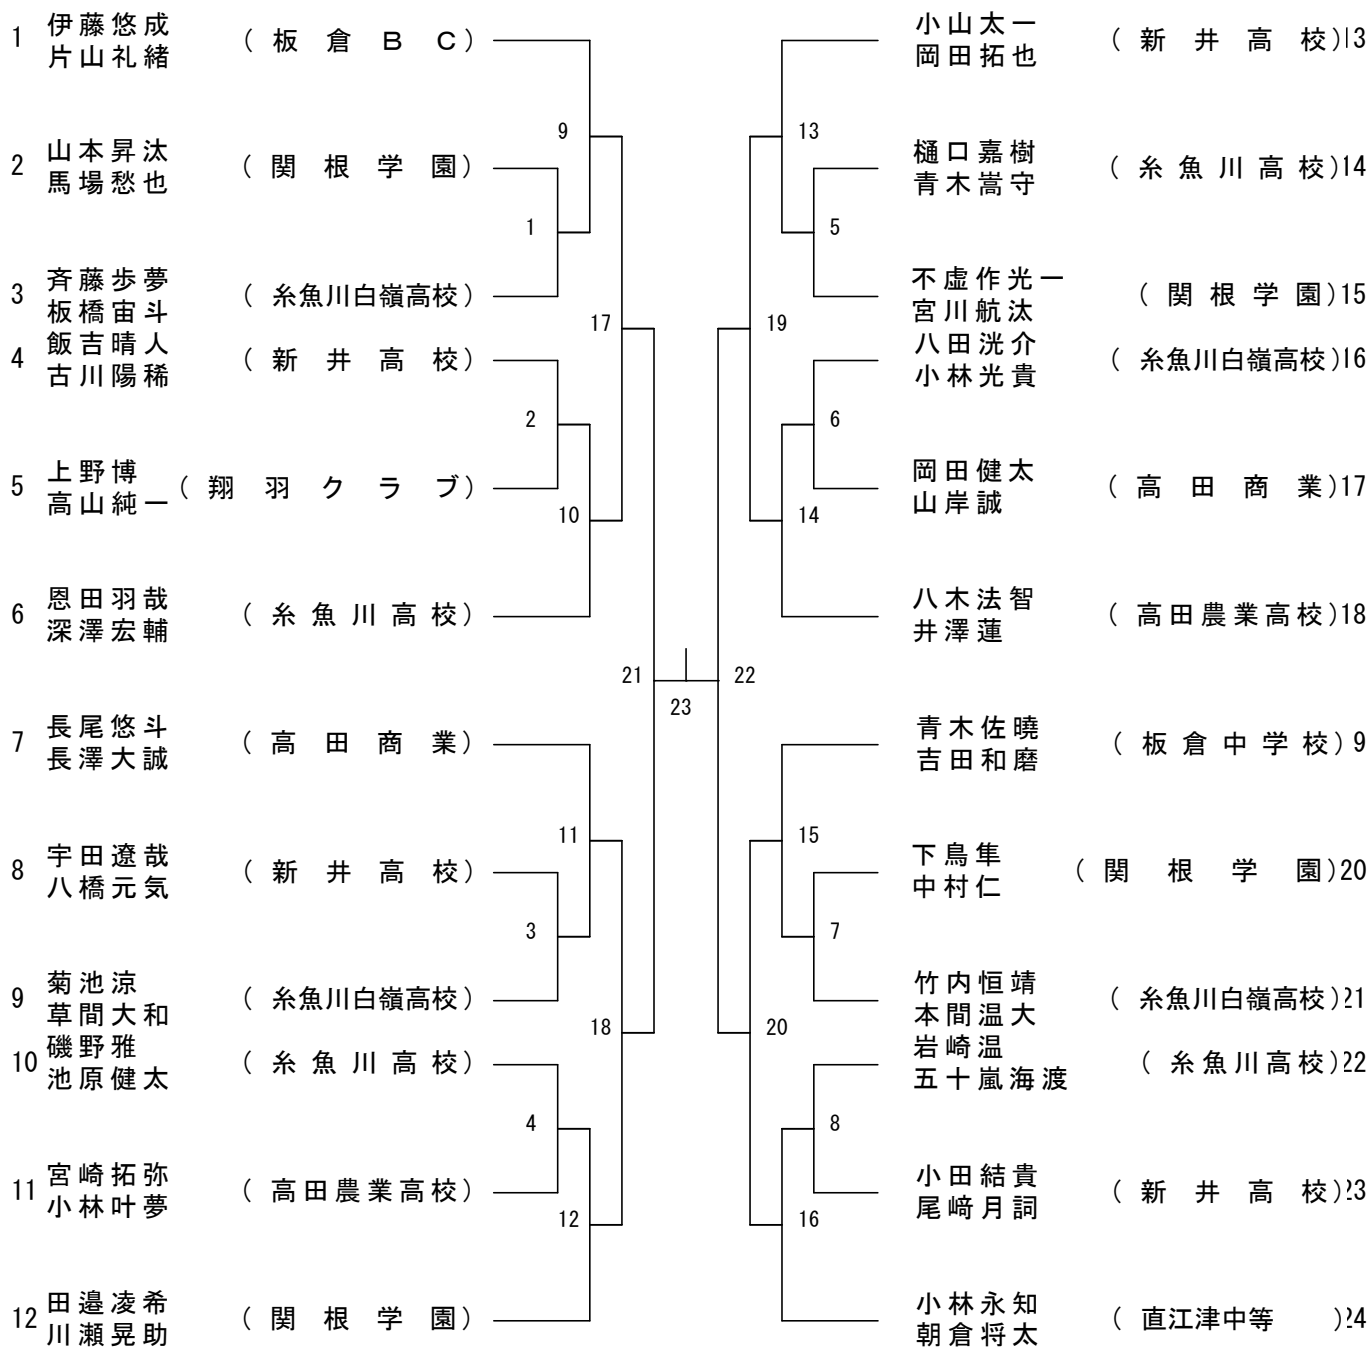 1 伊藤悠成 (板倉BC)
片山礼緒
2 山本昇汰 (関根学園)
馬場愁也
3 斉藤歩夢 (糸魚川白嶺高校)
板橋宙斗
4 飯吉晴人 (新井高校)
古川陽稀
5 上野博 (翔羽クラブ)
高山純一
6 恩田羽哉 (糸魚川高校)
深澤宏輔
7 長尾悠斗 (高田商業)
長澤大誠
8 宇田遼哉 (新井高校)
八橋元気
9 菊池涼 (糸魚川白嶺高校)
草間大和
10 磯野雅 (糸魚川高校)
池原健太
11 宮崎拓弥 (高田農業高校)
小林叶夢
12 田邉凌希 (関根学園)
川瀬晃助
9
1
17
2
10
21
11
3
18
4
12
23
13
5
19
6
14
22
15
7
20
8
16
小山太一 (新井高校)13
岡田拓也
樋口嘉樹 (糸魚川高校)14
青木嵩守
不虚作光一 (関根学園)15
宮川航汰
八田洸介 (糸魚川白嶺高校)16
小林光貴
岡田健太 (高田商業)17
山岸誠
八木法智 (高田農業高校)18
井澤蓮
青木佐曉 (板倉中学校)9
吉田和磨
下鳥隼 (関根学園)20
中村仁
竹内恒靖 (糸魚川白嶺高校)21
本間温大
岩崎温 (糸魚川高校)22
五十嵐海渡
小田結貴 (新井高校)23
尾﨑月詞
小林永知 (直江津中等)24
朝倉将太